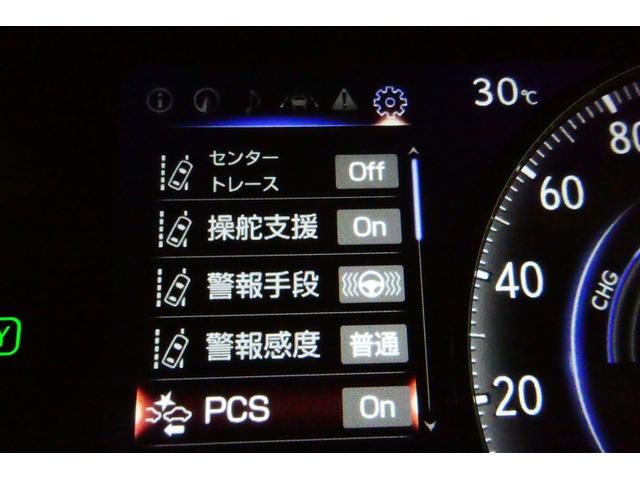 30℃
センター
トレース
Off
操舵支援
On
警報手段
警報感度
普通
PCS
On
80
60
40
20
CHG
Y